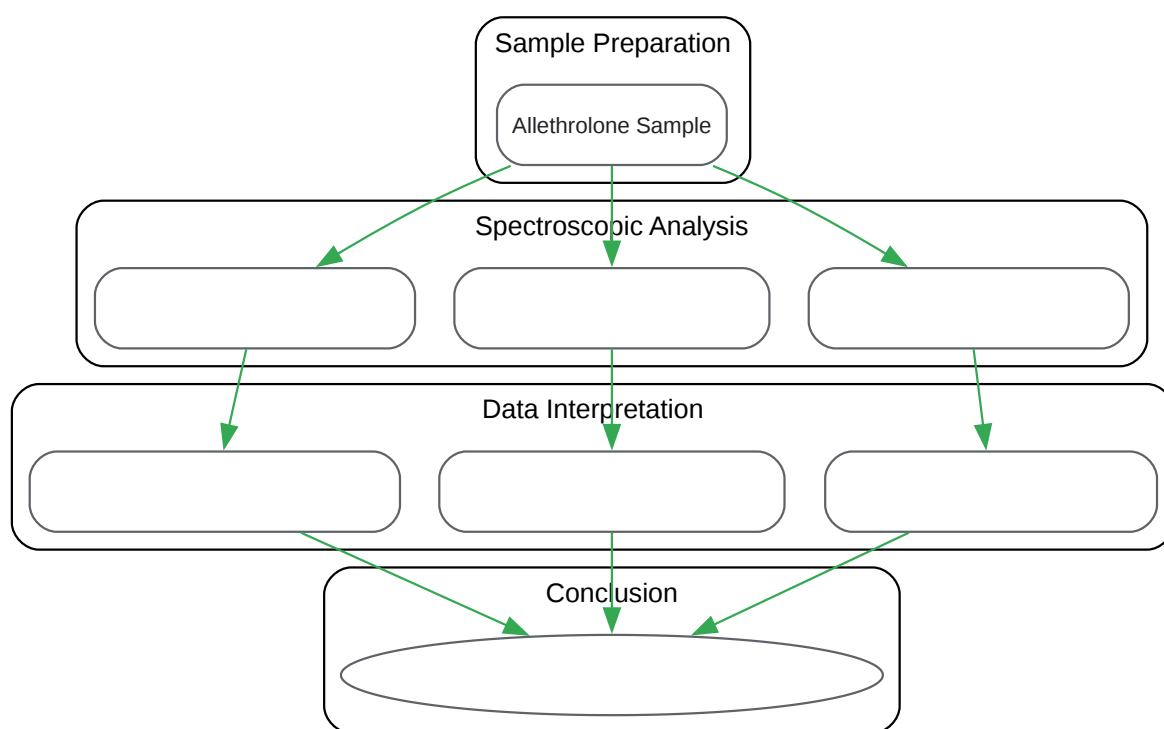 Sample Preparation
Allethrolone Sample
Spectroscopic Analysis
Data Interpretation
Conclusion